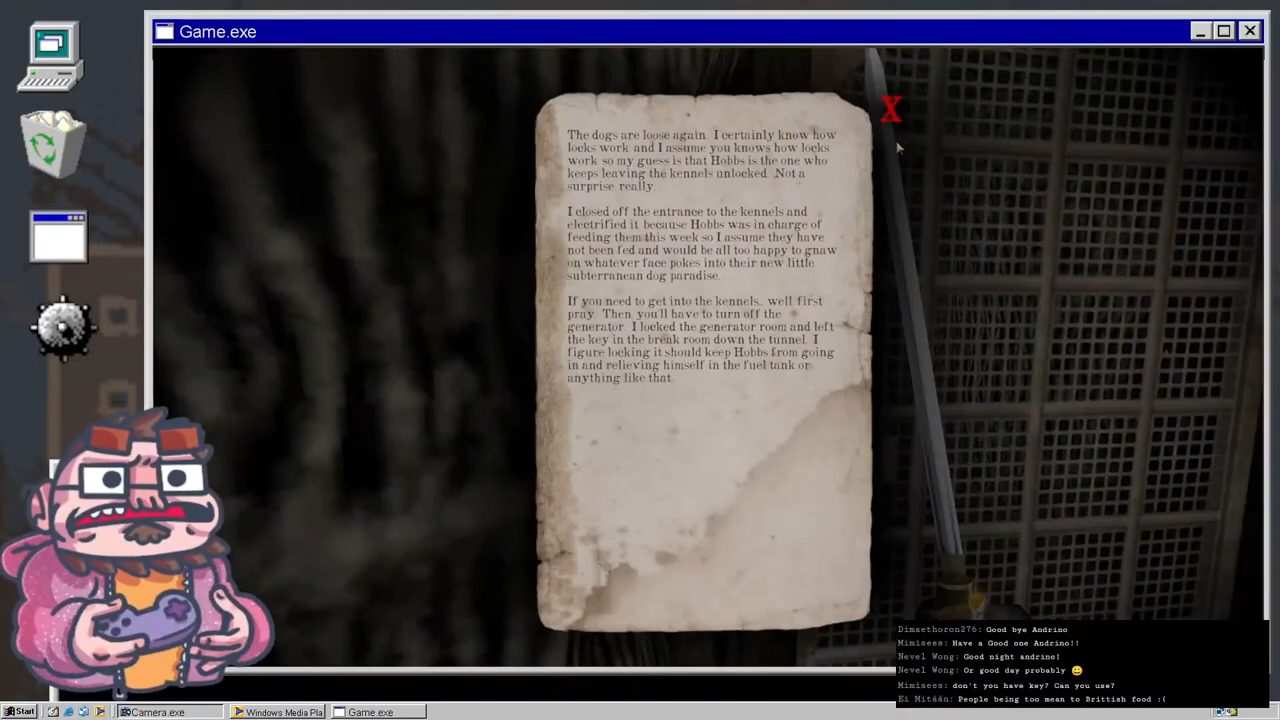 Game.exe
X
The dogs are loose again. I certainly know how
locks work and I assume you knows how locks
work so my guess is that Hobbs is the one who
keeps leaving the kennels unlocked. Not a
surprise really.
I closed off the entrance to the kennels and
electrified it because Hobbs was in charge of
feeding them this week so I assume they have
not been fed and would be all too happy to gnaw
on whatever face pokes into their new little
subterranean dog paradise.
If you need to get into the kennels... well first
pray. Then you'll have to turn off the
generator. I locked the generator room and left
the key in the break room down the tunnel. I
figure locking it should keep Hobbs from going
in and relieving himself in the fuel tank or
anything like that.
Dimaethoron276: Good bye Andrino
Mimisees: Have a Good one Andrino!!
Nevel Wong: Good night andrino!
Nevel Wong: Or good day probably 😀
Mimisees: don't you have key? Can you use?
Ei Mitään: People being too mean to Brittish food :(
Start
Camera.exe
Windows Media Pla
Game.exe